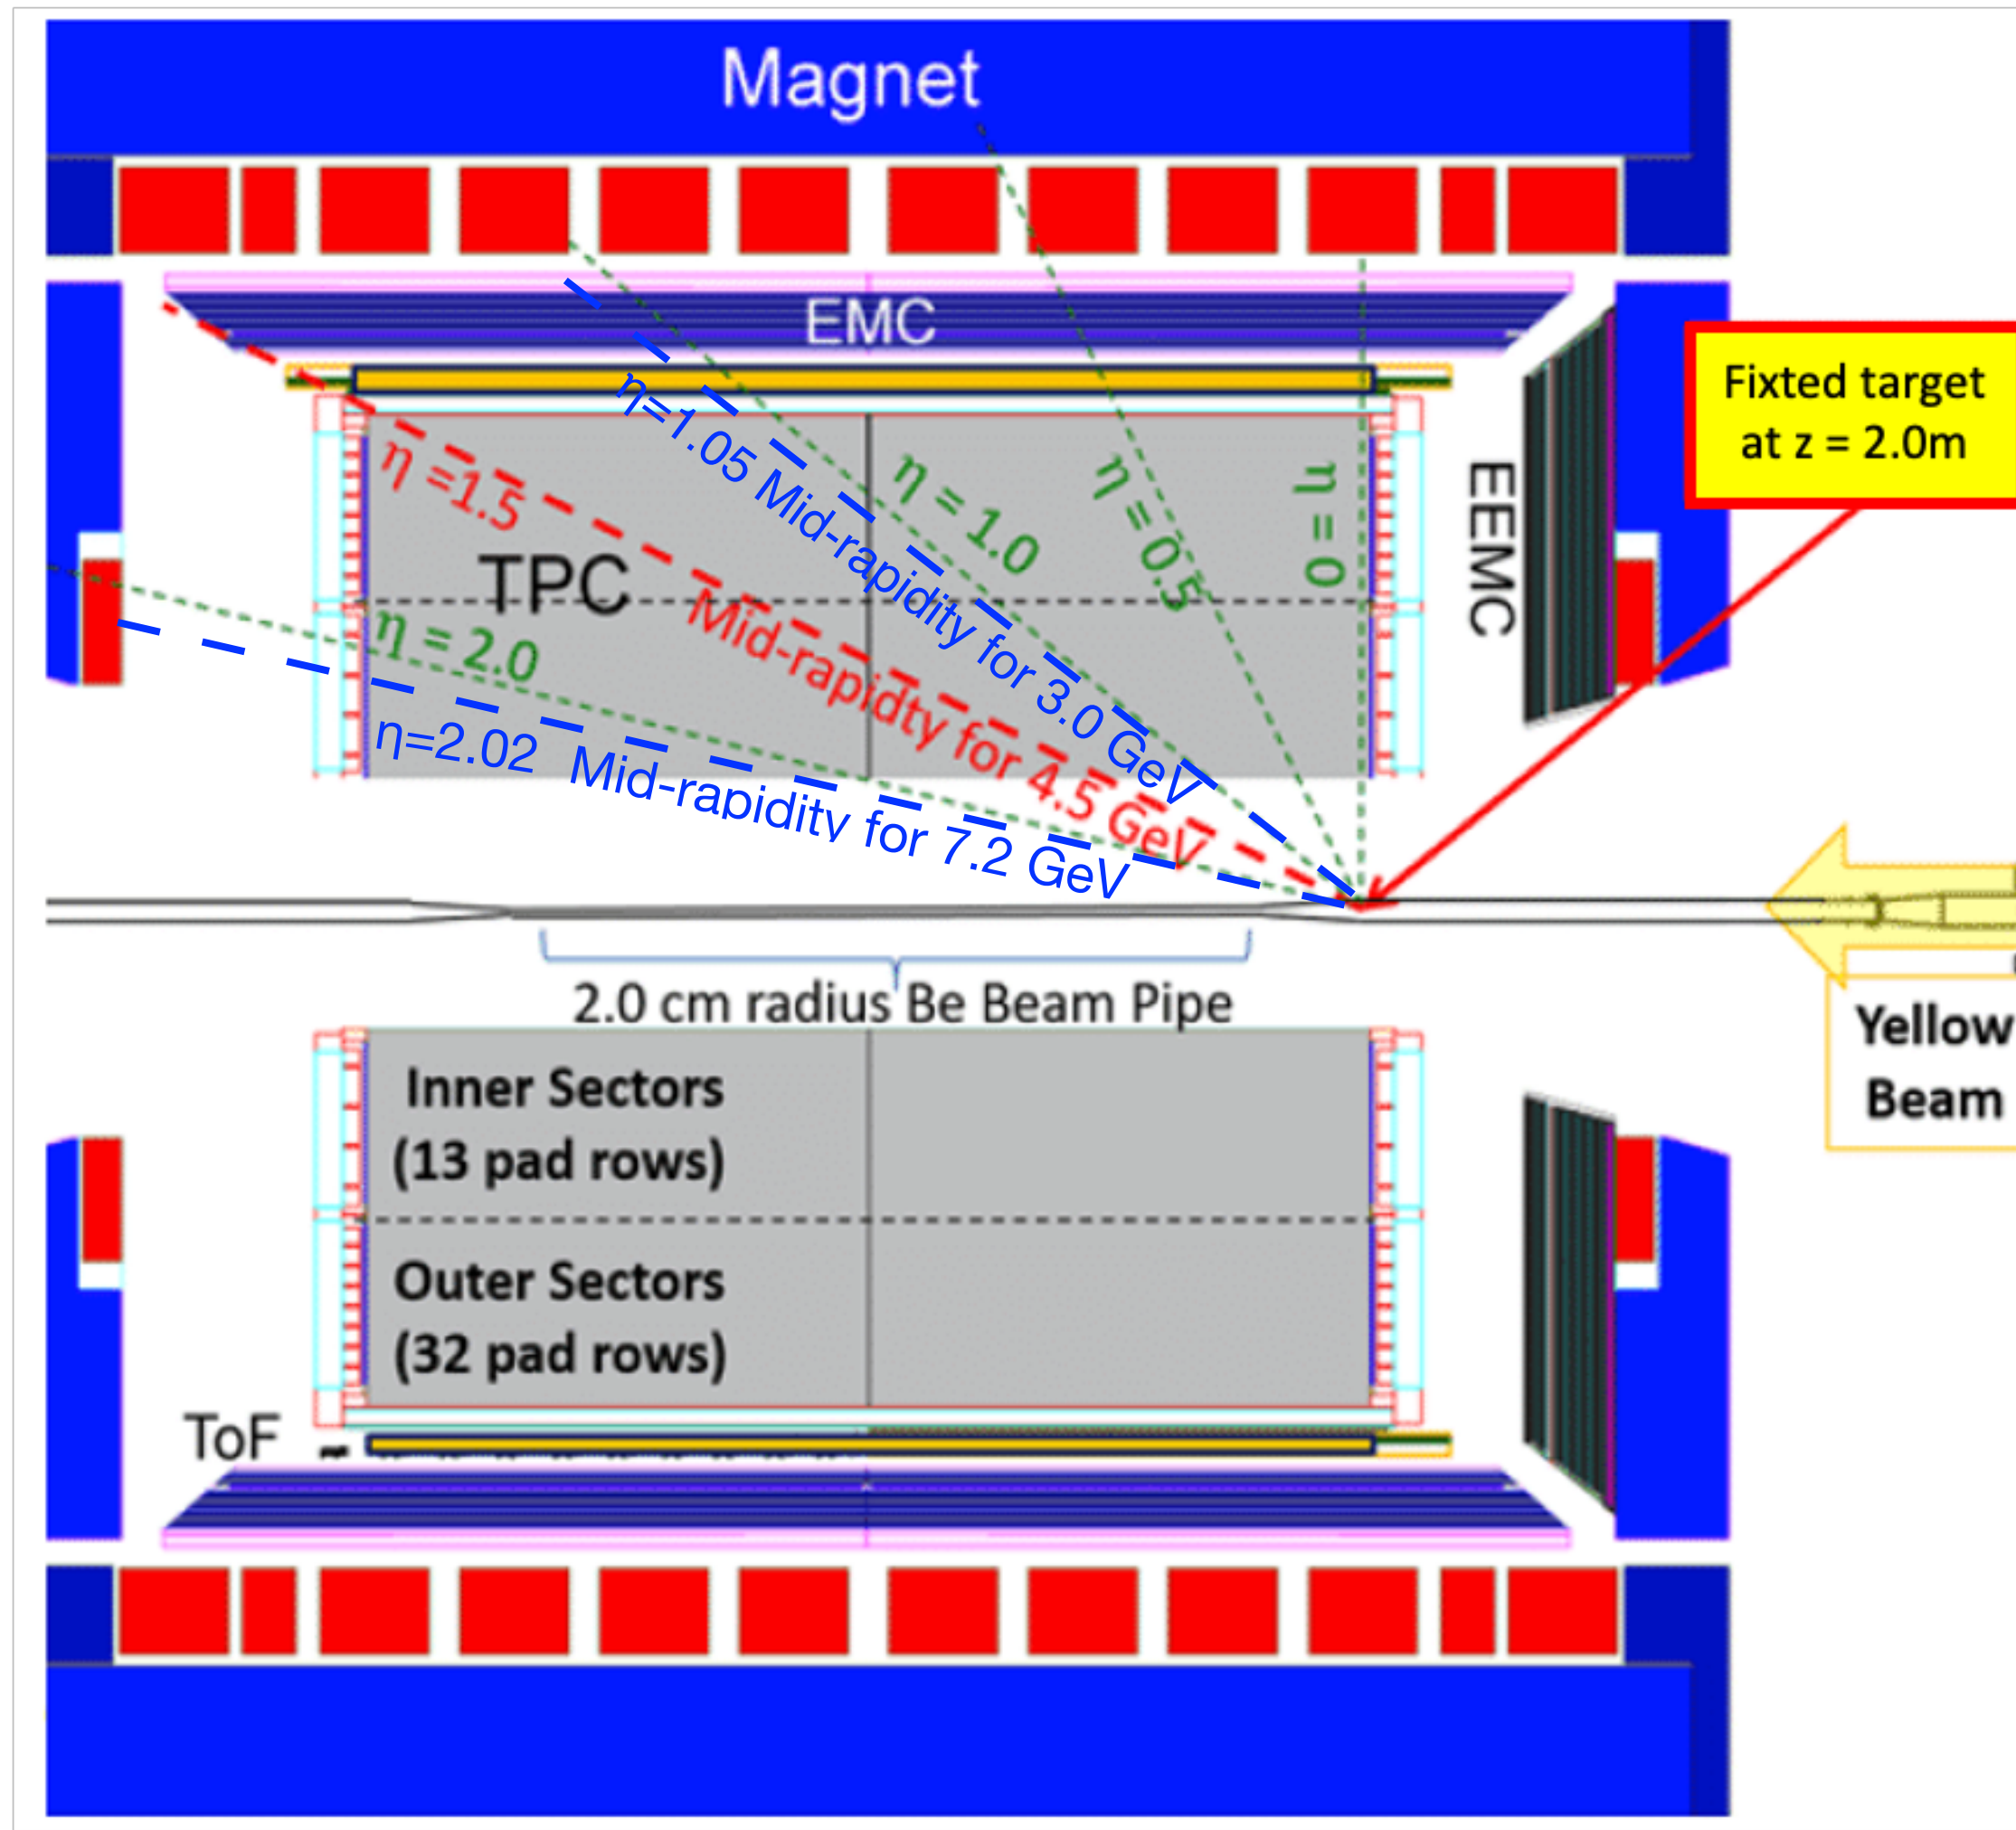 Magnet
EMC
Fixted target
at z = 2.0m
η =1.5
η=1.05 Mid-rapidity for 3.0 GeV
η = 1.0
η = 0.5
η = 0
EEMC
TPC
Mid-rapidty for 4.5 GeV
η = 2.0
η=2.02 Mid-rapidity for 7.2 GeV
2.0 cm radius Be Beam Pipe
Yellow
Beam
Inner Sectors
(13 pad rows)
Outer Sectors
(32 pad rows)
ToF